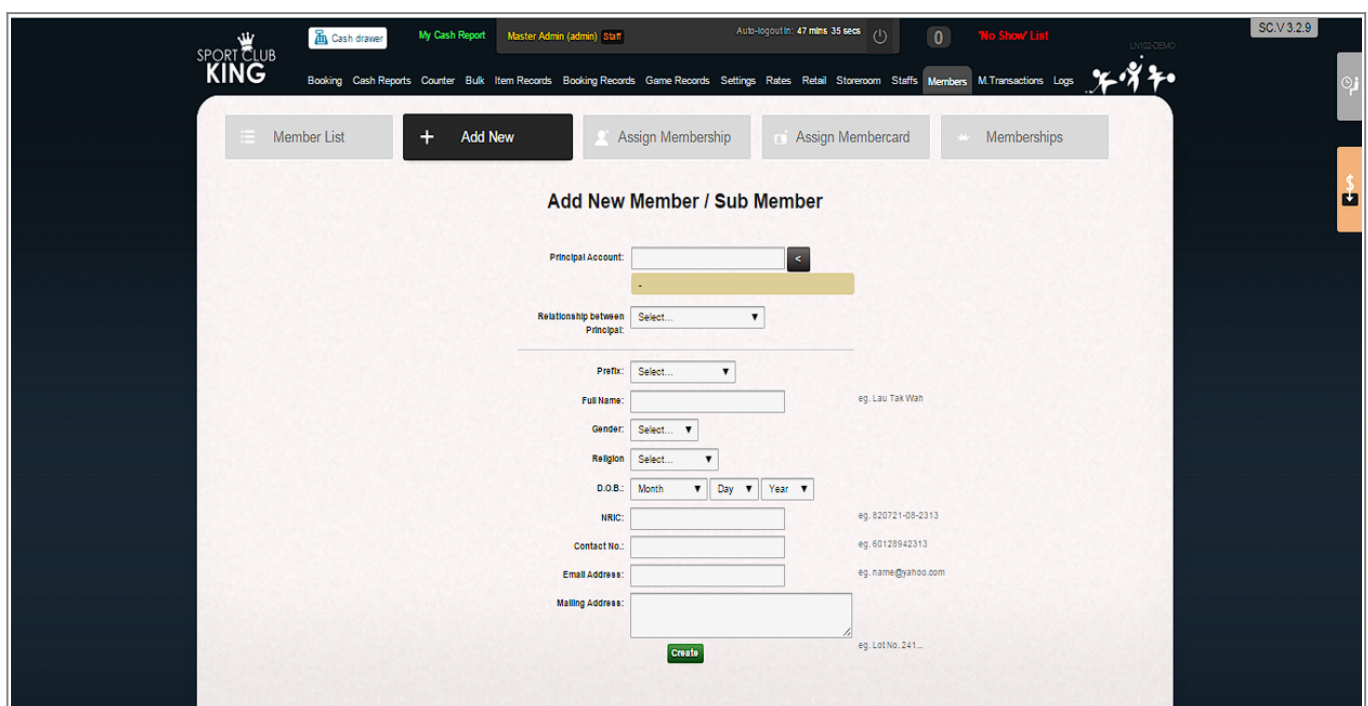 SC.V 3.2.9
SPORT CLUB
KING
Cash drawer
My Cash Report
Master Admin (admin) Staff
Auto-logout in: 47 mins 35 secs
0
'No Show' List
LN102-DEMO
Booking Cash Reports Counter Bulk Item Records Booking Records Game Records Settings Rates Retail Storeroom Staffs Members M.Transactions Logs
Member List
+ Add New
Assign Membership
Assign Membercard
Memberships
Add New Member / Sub Member
Principal Account:
<
-
Relationship between
Principal:
Select...
Prefix: Select...
Full Name:
eg. Lau Tak Wah
Gender: Select...
Religion Select...
D.O.B.: Month Day Year
NRIC:
eg. 820721-08-2313
Contact No.:
eg. 60128942313
Email Address:
eg. name@yahoo.com
Mailing Address:
eg. Lot No. 241...
Create